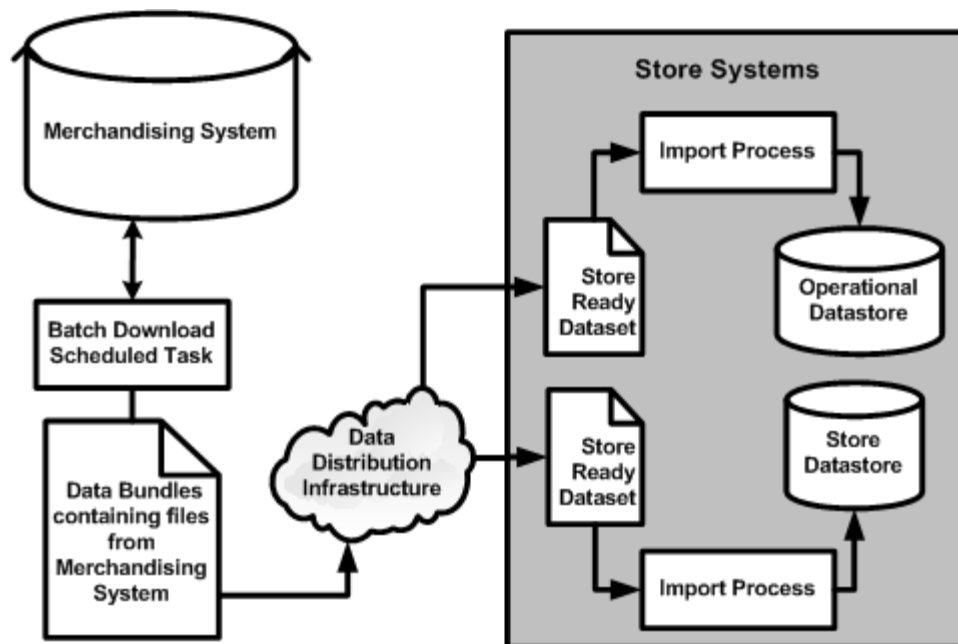 Merchandising System
Batch Download
Scheduled Task
Data Bundles
containing files
from
Merchandising
System
Data
Distribution
Infrastructure
Store Systems
Import Process
Store
Ready
Dataset
Operational
Datastore
Store
Ready
Dataset
Store
Datastore
Import Process